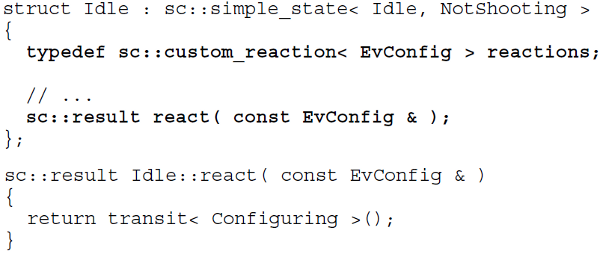 struct Idle : sc::simple_state< Idle, NotShooting >
{
  typedef sc::custom_reaction< EvConfig > reactions;

  // ...
  sc::result react( const EvConfig & );
};

sc::result Idle::react( const EvConfig & )
{
  return transit< Configuring >();
}